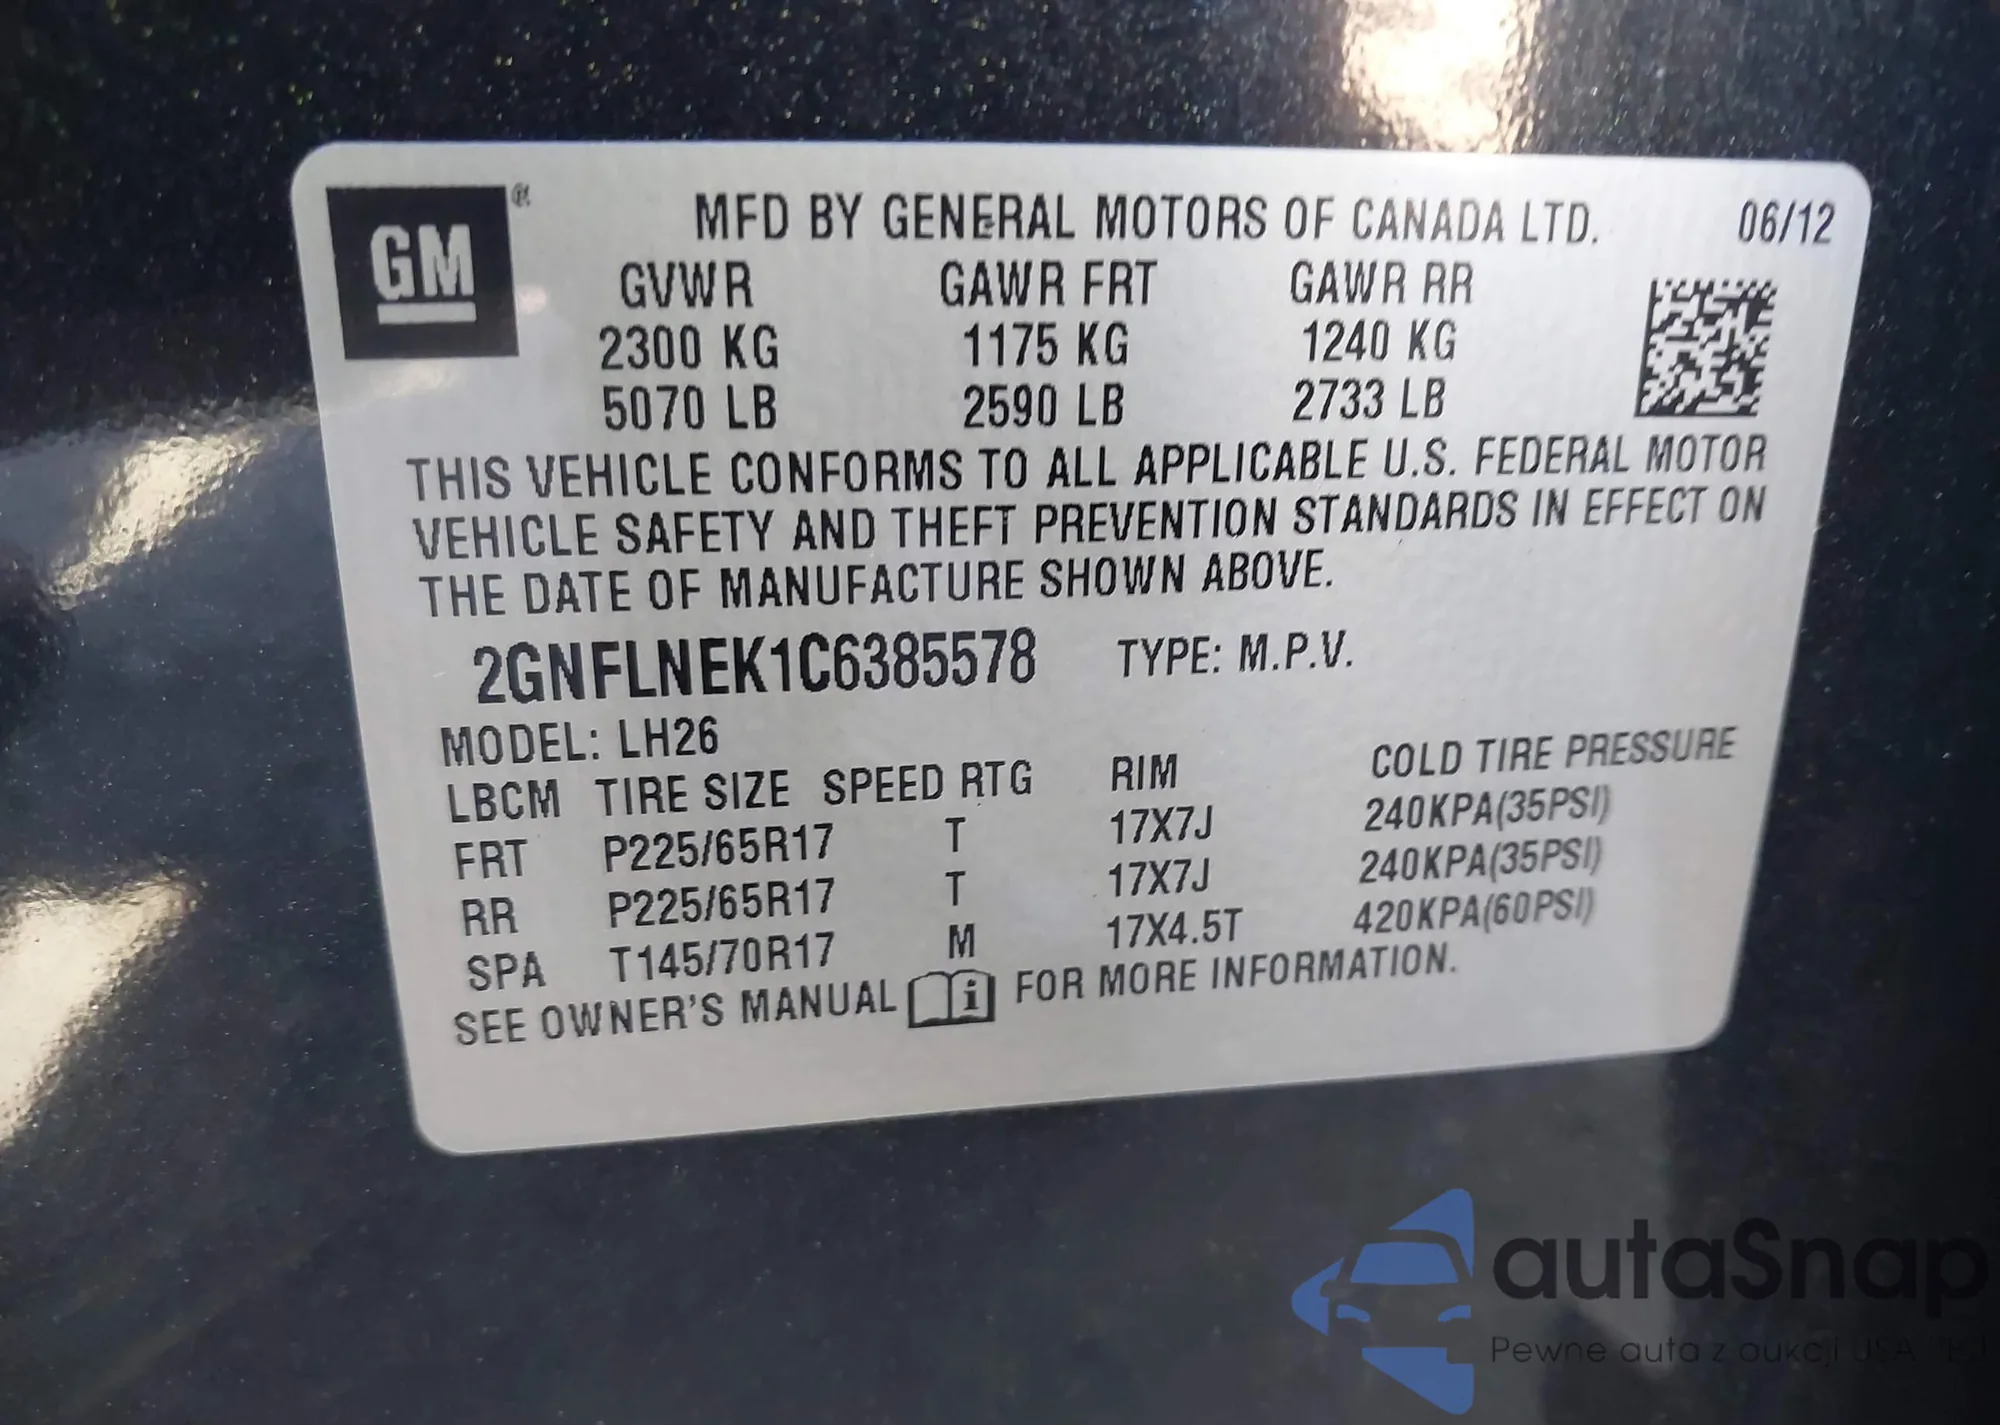 GM ®
MFD BY GENERAL MOTORS OF CANADA LTD. 06/12
GVWR GAWR FRT GAWR RR
2300 KG 1175 KG 1240 KG
5070 LB 2590 LB 2733 LB
THIS VEHICLE CONFORMS TO ALL APPLICABLE U.S. FEDERAL MOTOR
VEHICLE SAFETY AND THEFT PREVENTION STANDARDS IN EFFECT ON
THE DATE OF MANUFACTURE SHOWN ABOVE.
2GNFLNEK1C6385578 TYPE: M.P.V.
MODEL: LH26
LBCM TIRE SIZE SPEED RTG RIM COLD TIRE PRESSURE
FRT P225/65R17 T 17X7J 240KPA(35PSI)
RR P225/65R17 T 17X7J 240KPA(35PSI)
SPA T145/70R17 M 17X4.5T 420KPA(60PSI)
SEE OWNER'S MANUAL i FOR MORE INFORMATION.
autaSnap
Pewne auta z aukcji USA